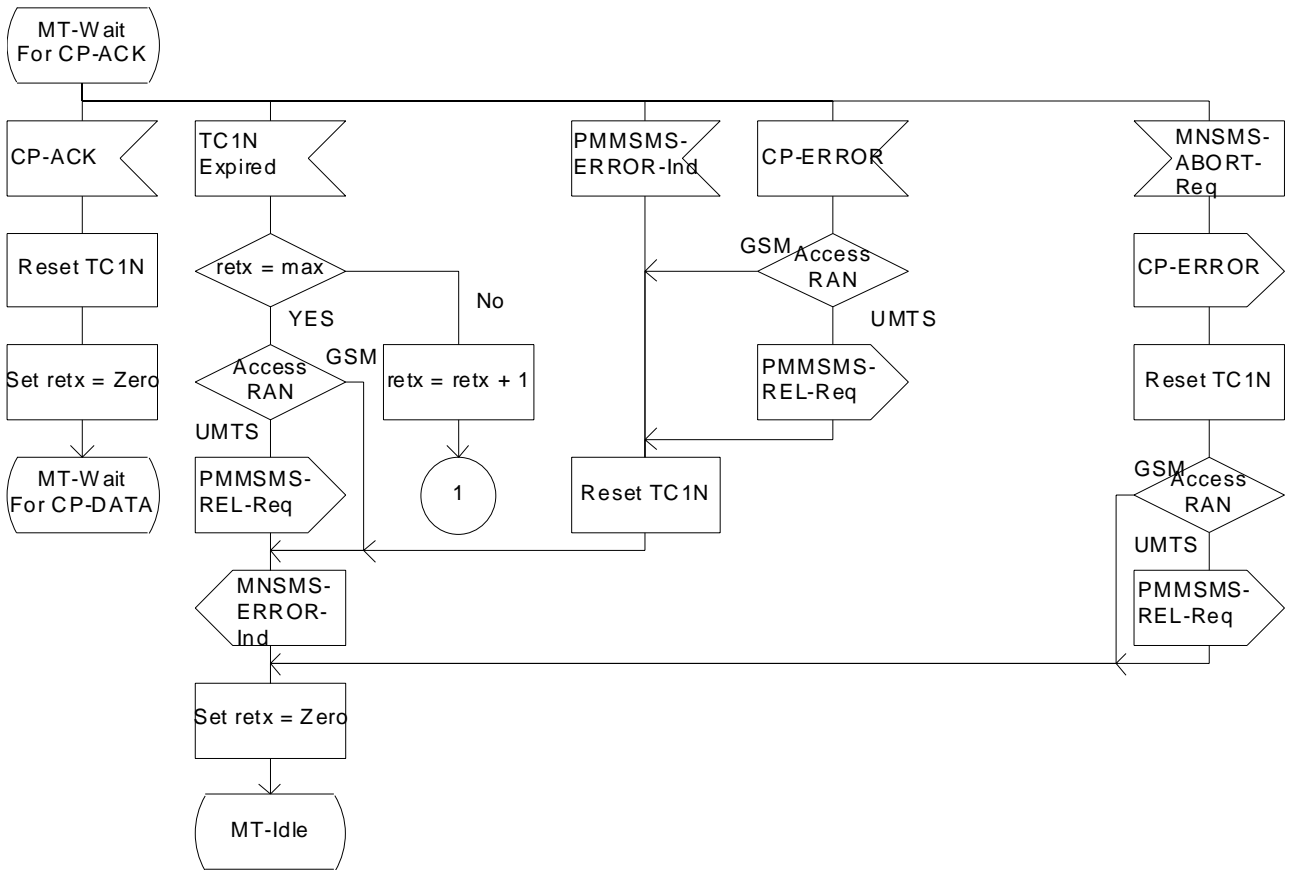 MT-Wait
For CP-ACK
CP-ACK
TC1N
Expired
PMMSMS-
ERROR-Ind
CP-ERROR
MNSMS-
ABORT-
Req
Reset TC1N
retx = max
GSM
Access
RAN
CP-ERROR
No
YES
UMTS
Set retx = Zero
Access
RAN
GSM
retx = retx + 1
PMMSMS-
REL-Req
Reset TC1N
UMTS
MT-Wait
For CP-DATA
PMMSMS-
REL-Req
1
Reset TC1N
GSM
Access
RAN
UMTS
MNSMS-
ERROR-
Ind
PMMSMS-
REL-Req
Set retx = Zero
MT-Idle